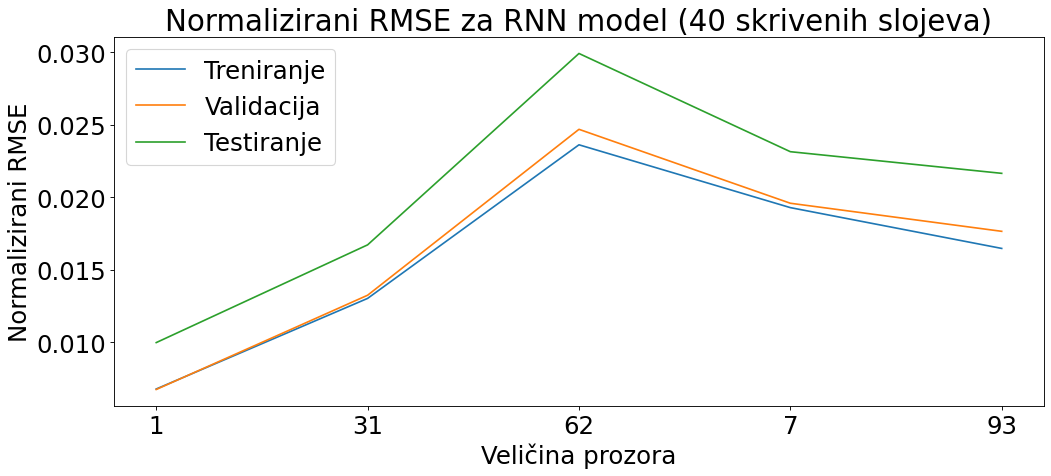 Normalizirani RMSE za RNN model (40 skrivenih slojeva)
Normalizirani RMSE
0.030
0.025
0.020
0.015
0.010
Treniranje
Validacija
Testiranje
1 31 62 7 93
Veličina prozora